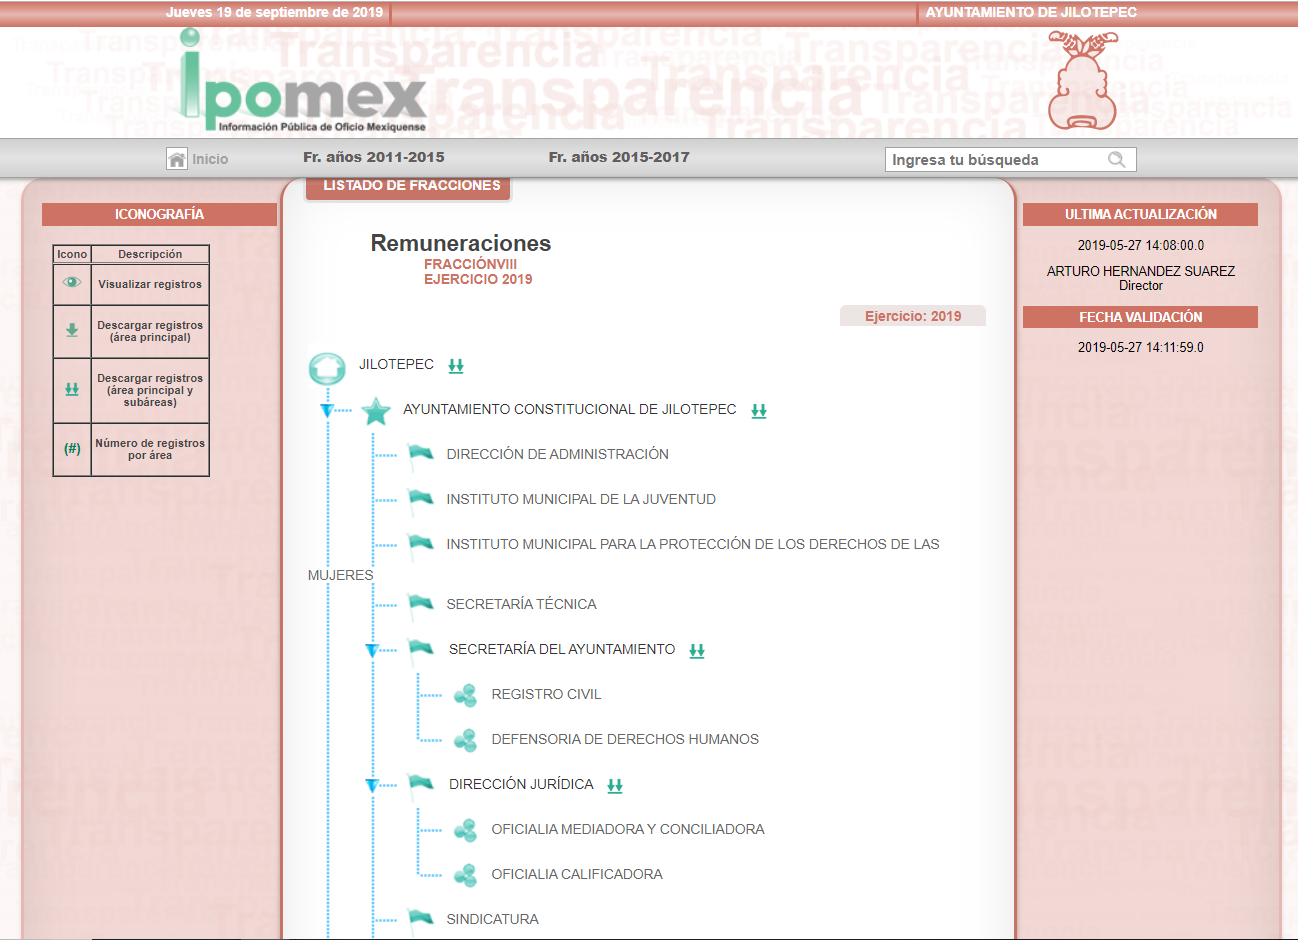 Jueves 19 de septiembre de 2019
AYUNTAMIENTO DE JILOTEPEC
Transparencia
ipomex
Información Pública de Oficio Mexiquense
Inicio
Fr. años 2011-2015
Fr. años 2015-2017
Ingresa tu búsqueda
LISTADO DE FRACCIONES
ICONOGRAFÍA
Icono Descripción
Visualizar registros
Descargar registros
(área principal)
Descargar registros
(área principal y
subáreas)
(#) Número de registros
por área
Remuneraciones
FRACCIÓNVIII
EJERCICIO 2019
Ejercicio: 2019
JILOTEPEC
AYUNTAMIENTO CONSTITUCIONAL DE JILOTEPEC
DIRECCIÓN DE ADMINISTRACIÓN
INSTITUTO MUNICIPAL DE LA JUVENTUD
INSTITUTO MUNICIPAL PARA LA PROTECCIÓN DE LOS DERECHOS DE LAS
MUJERES
SECRETARÍA TÉCNICA
SECRETARÍA DEL AYUNTAMIENTO
REGISTRO CIVIL
DEFENSORIA DE DERECHOS HUMANOS
DIRECCIÓN JURÍDICA
OFICIALIA MEDIADORA Y CONCILIADORA
OFICIALIA CALIFICADORA
SINDICATURA
ULTIMA ACTUALIZACIÓN
2019-05-27 14:08:00.0
ARTURO HERNANDEZ SUAREZ
Director
FECHA VALIDACIÓN
2019-05-27 14:11:59.0